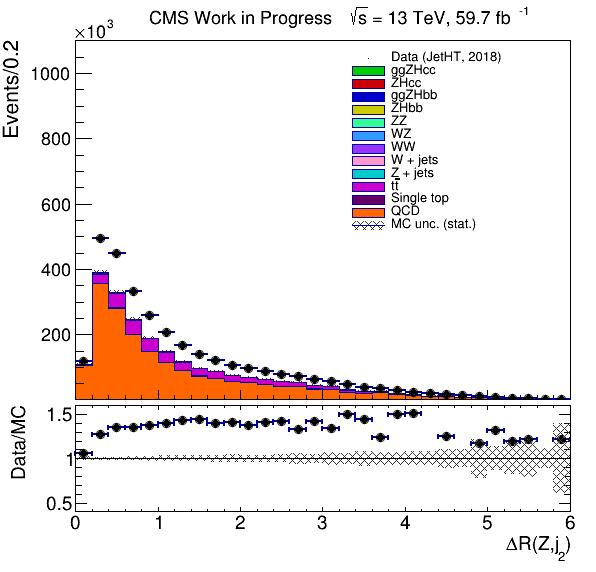 CMS Work in Progress √s = 13 TeV, 59.7 fb⁻¹
×10³
Events/0.2
1000
800
600
400
200
Data (JetHT, 2018)
ggZHcc
ZHcc
ggZHbb
ZHbb
ZZ
WZ
WW
W + jets
Z + jets
tt̄
Single top
QCD
MC unc. (stat.)
Data/MC
1.5
1
0.5
0 1 2 3 4 5 6
ΔR(Z,j₂)